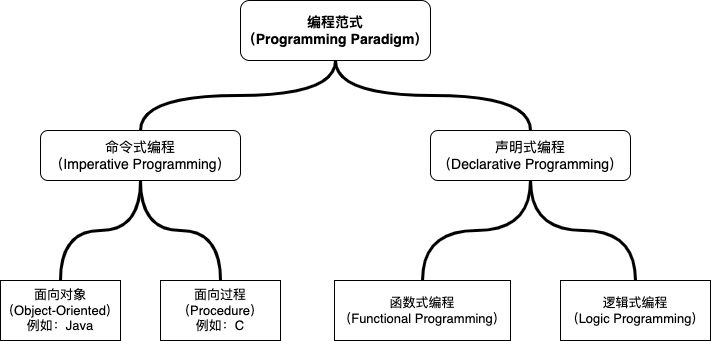 编程范式
（Programming Paradigm）
命令式编程
（Imperative Programming）
声明式编程
（Declarative Programming）
面向对象
（Object-Oriented）
例如：Java
面向过程
（Procedure）
例如：C
函数式编程
（Functional Programming）
逻辑式编程
（Logic Programming）